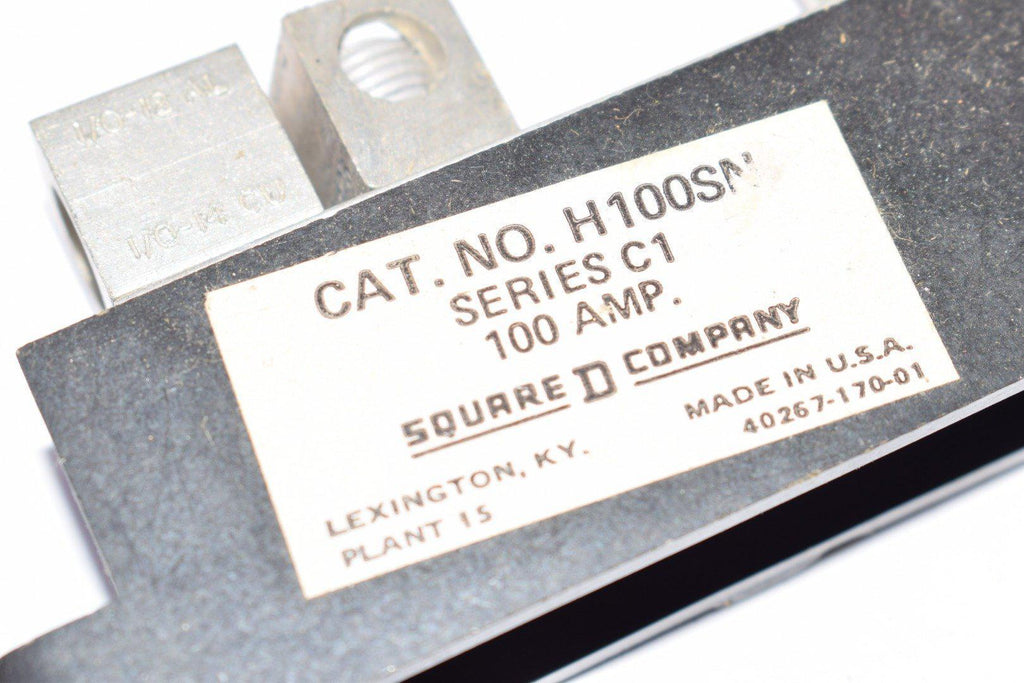 CAT. NO. H100SN
SERIES C1
100 AMP.
SQUARE D COMPANY
LEXINGTON, KY.
PLANT 15
MADE IN U.S.A.
40267-170-01